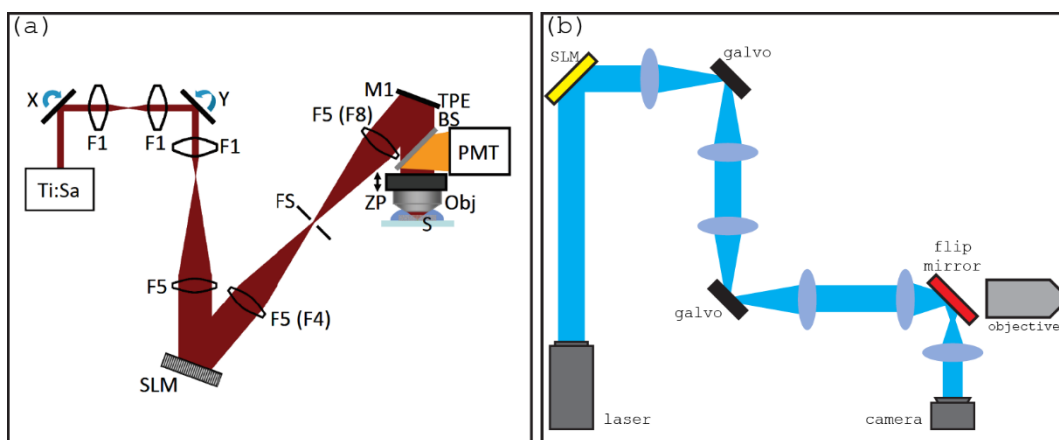 (a)
X
Y
F1
F1
F1
Ti:Sa
F5
SLM
F5 (F4)
FS
F5 (F8)
M1
TPE
BS
PMT
ZP
Obj
S
(b)
SLM
galvo
galvo
flip
mirror
objective
laser
camera